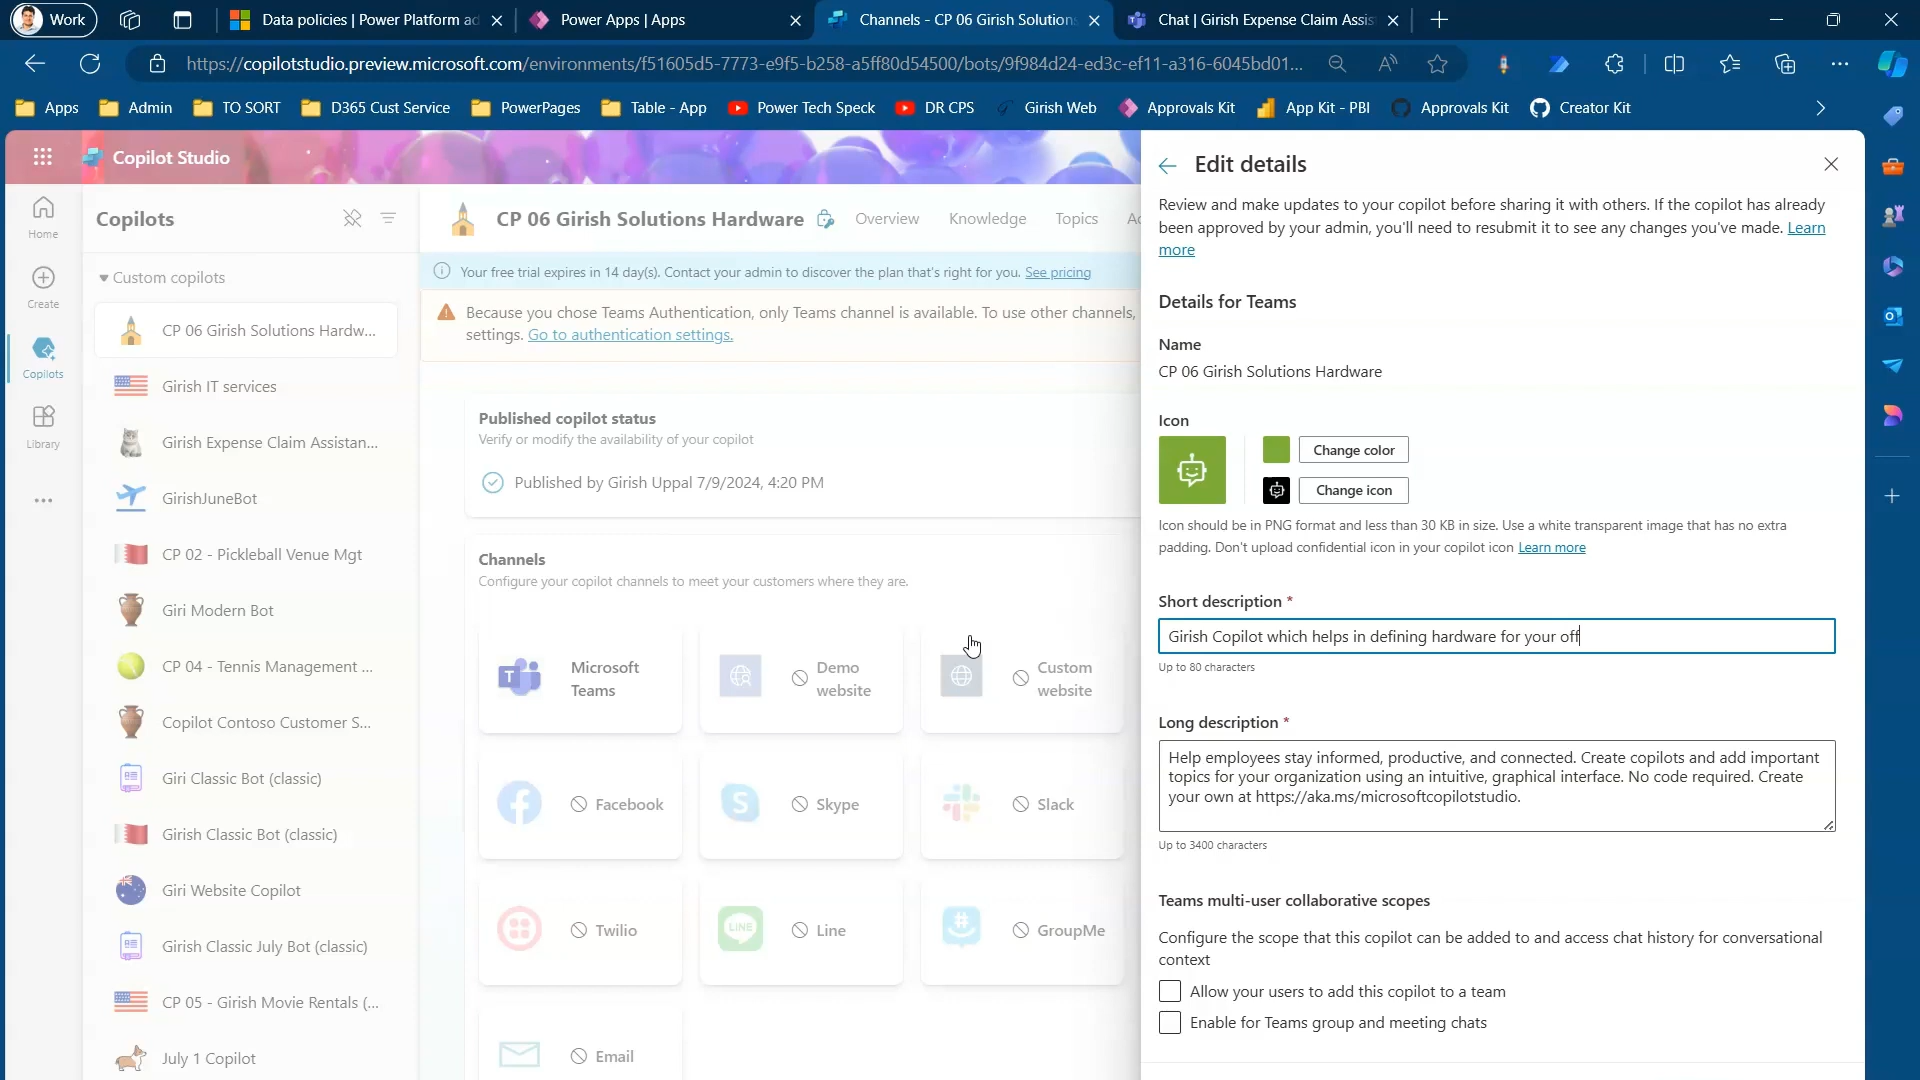 Work
Data policies | Power Platform ad
Power Apps | Apps
Channels - CP 06 Girish Solution
Chat | Girish Expense Claim Assis
https://copilotstudio.preview.microsoft.com/environments/f51605d5-7773-e9f5-b258-a5ff80d54500/bots/9f984d24-ed3c-ef11-a316-6045bd01...
Apps
Admin
TO SORT
D365 Cust Service
PowerPages
Table - App
Power Tech Speck
DR CPS
Girish Web
Approvals Kit
App Kit - PBI
Approvals Kit
Creator Kit
Copilot Studio
Home
Create
Copilots
Library
Copilots
Custom copilots
CP 06 Girish Solutions Hardw...
Girish IT services
Girish Expense Claim Assistan...
GirishJuneBot
CP 02 - Pickleball Venue Mgt
Giri Modern Bot
CP 04 - Tennis Management ...
Copilot Contoso Customer S...
Giri Classic Bot (classic)
Girish Classic Bot (classic)
Giri Website Copilot
Girish Classic July Bot (classic)
CP 05 - Girish Movie Rentals (...
July 1 Copilot
CP 06 Girish Solutions Hardware
Overview
Knowledge
Topics
Ac
Your free trial expires in 14 day(s). Contact your admin to discover the plan that's right for you. See pricing
Because you chose Teams Authentication, only Teams channel is available. To use other channels,
settings. Go to authentication settings.
Published copilot status
Verify or modify the availability of your copilot
Published by Girish Uppal 7/9/2024, 4:20 PM
Channels
Configure your copilot channels to meet your customers where they are.
Microsoft
Teams
Demo
website
Custom
website
Facebook
Skype
Slack
Twilio
LINE
Line
GroupMe
Email
Edit details
Review and make updates to your copilot before sharing it with others. If the copilot has already
been approved by your admin, you'll need to resubmit it to see any changes you've made. Learn
more
Details for Teams
Name
CP 06 Girish Solutions Hardware
Icon
Change color
Change icon
Icon should be in PNG format and less than 30 KB in size. Use a white transparent image that has no extra
padding. Don't upload confidential icon in your copilot icon Learn more
Short description *
Girish Copilot which helps in defining hardware for your off
Up to 80 characters
Long description *
Help employees stay informed, productive, and connected. Create copilots and add important
topics for your organization using an intuitive, graphical interface. No code required. Create
your own at https://aka.ms/microsoftcopilotstudio.
Up to 3400 characters
Teams multi-user collaborative scopes
Configure the scope that this copilot can be added to and access chat history for conversational
context
Allow your users to add this copilot to a team
Enable for Teams group and meeting chats